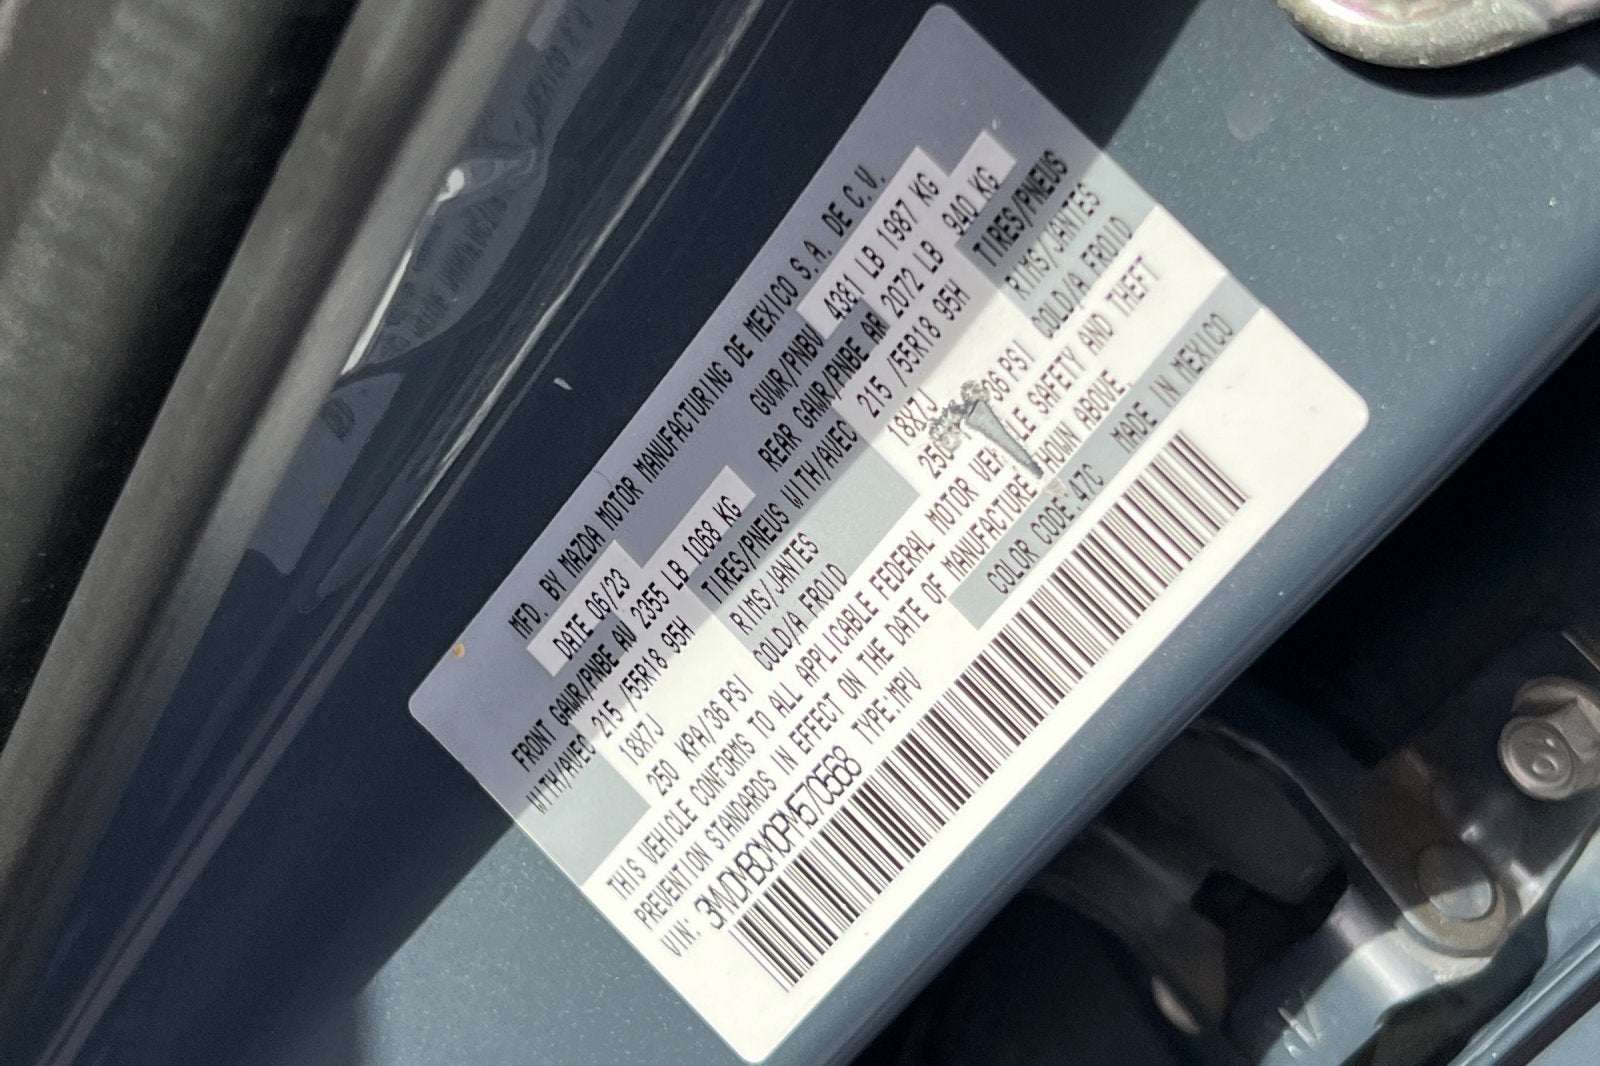 MFD. BY MAZDA MOTOR MANUFACTURING DE MEXICO S.A. DE C.V.
DATE 06/23 GVWR/PNBV 4381 LB 1987 KG
FRONT GAWR/PNBE AV 2355 LB 1068 KG REAR GAWR/PNBE AR 2072 LB 940 KG
WITH/AVEC 215 /55R18 95H TIRES/PNEUS WITH/AVEC 215 /55R18 95H TIRES/PNEUS
18X7J RIMS/JANTES 18X7J RIMS/JANTES
250 KPA/36 PSI COLD/A FROID PSI COLD/A FROID
THIS VEHICLE CONFORMS TO ALL APPLICABLE FEDERAL MOTOR SAFETY AND THEFT
PREVENTION STANDARDS IN EFFECT ON THE DATE OF MANUFACTURE ABOVE.
VIN: TYPE:MPV COLOR CODE:47C MADE IN MEXICO